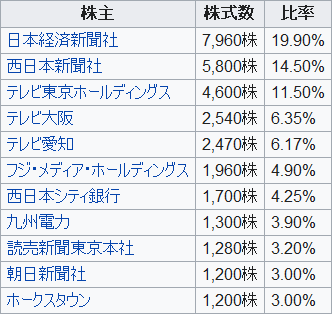 株主 株式数 比率
日本経済新聞社 7,960株 19.90%
西日本新聞社 5,800株 14.50%
テレビ東京ホールディングス 4,600株 11.50%
テレビ大阪 2,540株 6.35%
テレビ愛知 2,470株 6.17%
フジ・メディア・ホールディングス 1,960株 4.90%
西日本シティ銀行 1,700株 4.25%
九州電力 1,300株 3.90%
読売新聞東京本社 1,280株 3.20%
朝日新聞社 1,200株 3.00%
ホークスタウン 1,200株 3.00%